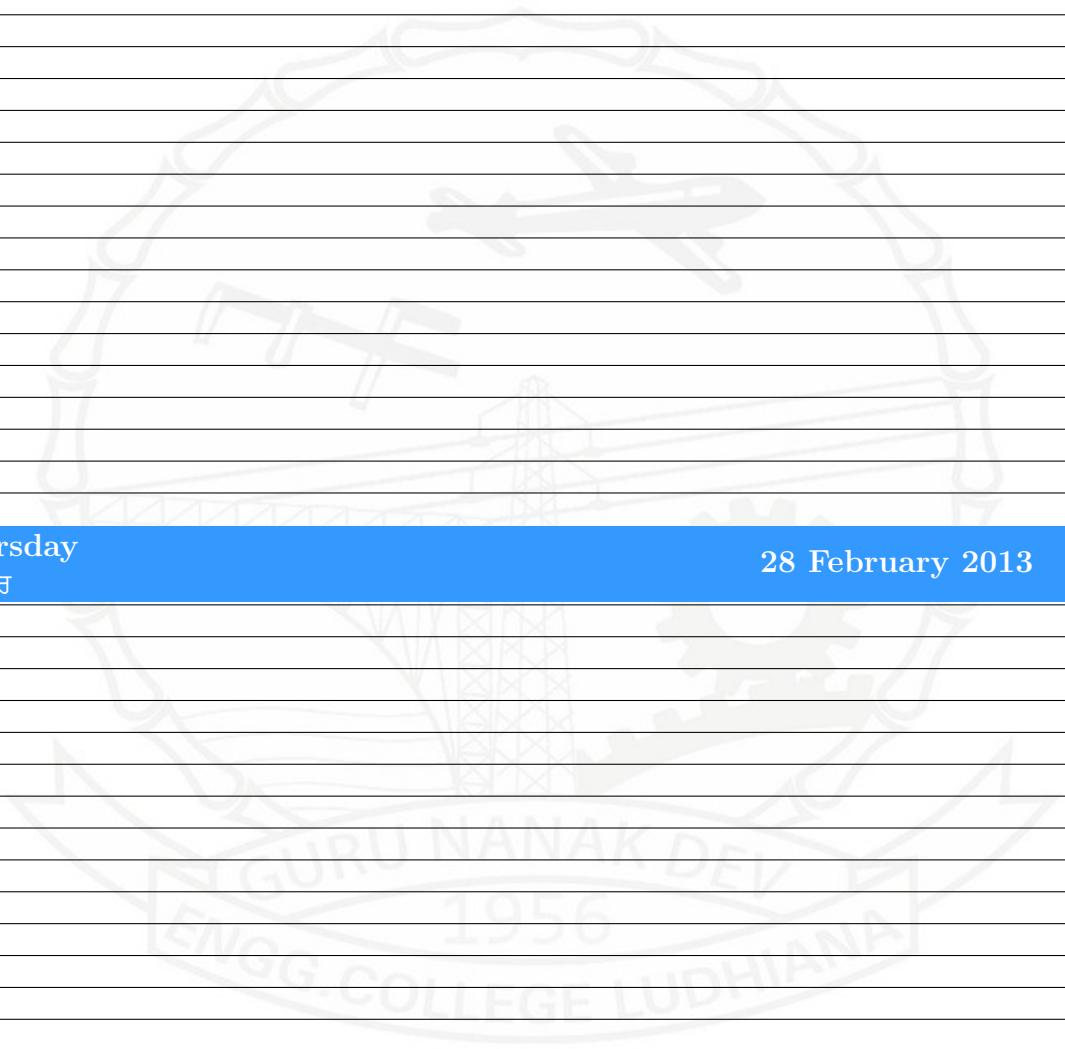 rsday
ਰ
28 February 2013
GURU NANAK DEV
1956
ENGG. COLLEGE LUDHIANA